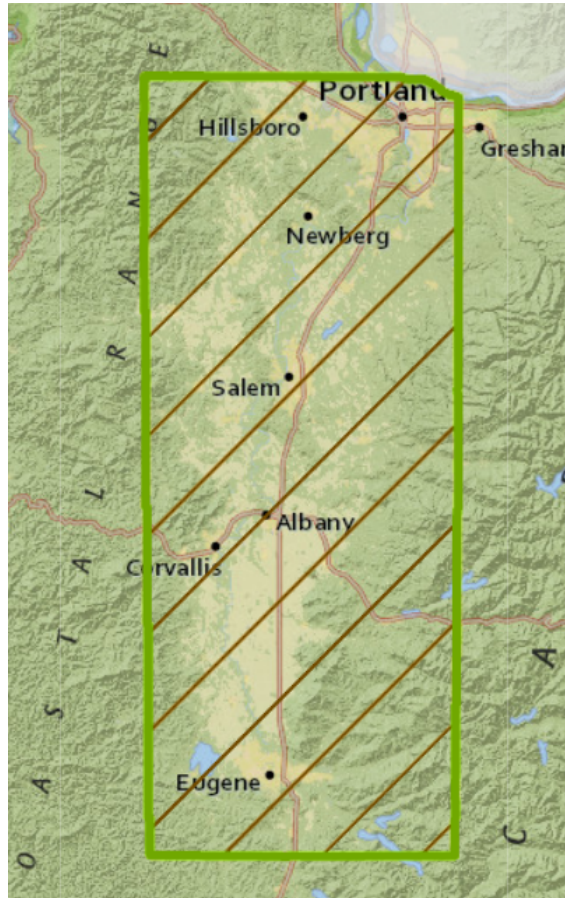 Portland
Hillsboro
Gresham
Newberg
Salem
Albany
Corvallis
Eugene
O A S T A L R A N G E
C A